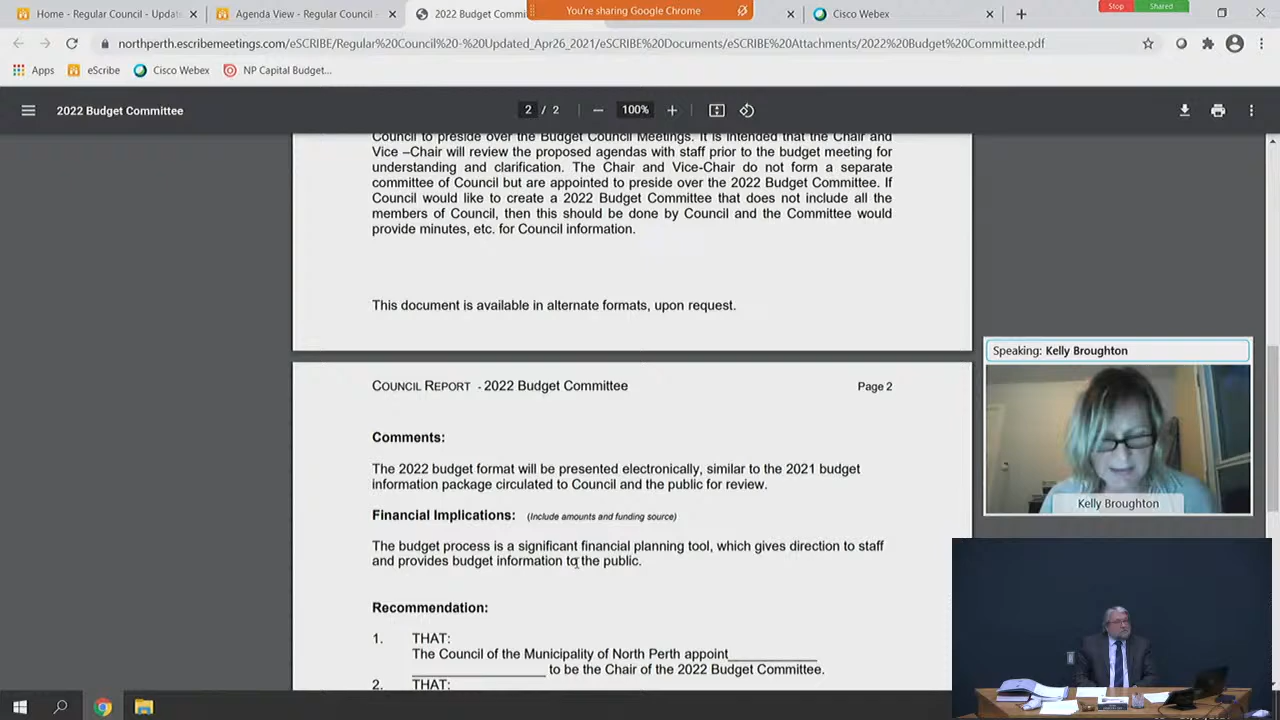 Home - Regular Council - Updat
Agenda View - Regular Council -
2022 Budget Commi
You're sharing Google Chrome
Cisco Webex
Stop
Shared
northperth.escribemeetings.com/eSCRIBE/Regular%20Council%20-%20Updated_Apr26_2021/eSCRIBE%20Documents/eSCRIBE%20Attachments/2022%20Budget%20Committee.pdf
Apps
eScribe
Cisco Webex
NP Capital Budget...
2022 Budget Committee
2 / 2
100%
Council to preside over the Budget Council Meetings. It is intended that the Chair and
Vice –Chair will review the proposed agendas with staff prior to the budget meeting for
understanding and clarification. The Chair and Vice-Chair do not form a separate
committee of Council but are appointed to preside over the 2022 Budget Committee. If
Council would like to create a 2022 Budget Committee that does not include all the
members of Council, then this should be done by Council and the Committee would
provide minutes, etc. for Council information.
This document is available in alternate formats, upon request.
COUNCIL REPORT - 2022 Budget Committee Page 2
Comments:
The 2022 budget format will be presented electronically, similar to the 2021 budget
information package circulated to Council and the public for review.
Financial Implications: (Include amounts and funding source)
The budget process is a significant financial planning tool, which gives direction to staff
and provides budget information to the public.
Recommendation:
1. THAT:
The Council of the Municipality of North Perth appoint____________
__________________ to be the Chair of the 2022 Budget Committee.
2. THAT:
Speaking: Kelly Broughton
Kelly Broughton